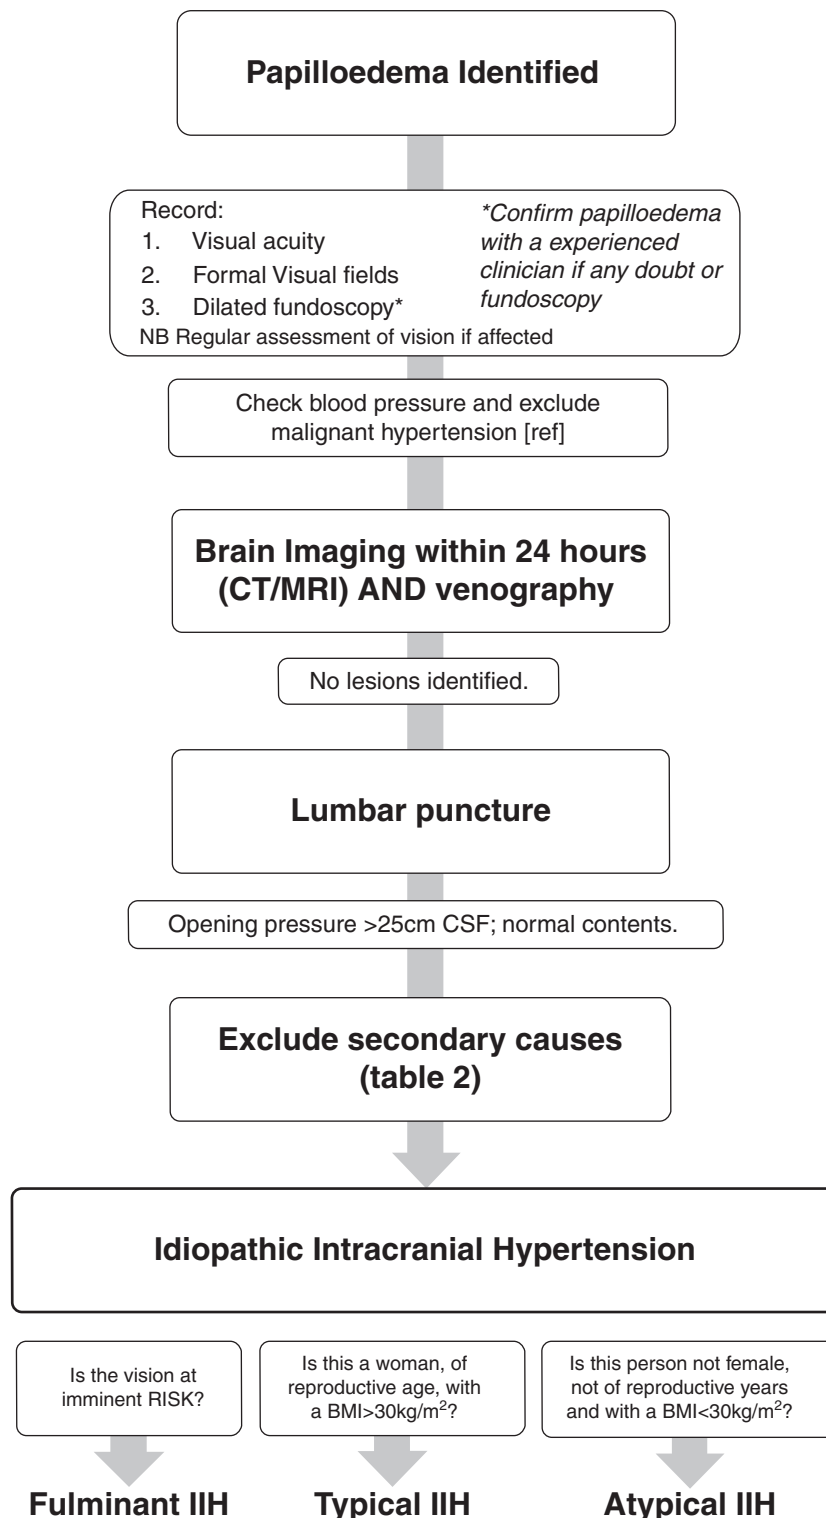 Papilloedema Identified
Record:
1. Visual acuity
2. Formal Visual fields
3. Dilated fundoscopy*
NB Regular assessment of vision if affected
*Confirm papilloedema
with a experienced
clinician if any doubt or
fundoscopy
Check blood pressure and exclude
malignant hypertension [ref]
Brain Imaging within 24 hours
(CT/MRI) AND venography
No lesions identified.
Lumbar puncture
Opening pressure >25cm CSF; normal contents.
Exclude secondary causes
(table 2)
Idiopathic Intracranial Hypertension
Is the vision at
imminent RISK?
Is this a woman, of
reproductive age, with
a BMI>30kg/m²?
Is this person not female,
not of reproductive years
and with a BMI<30kg/m²?
Fulminant IIH
Typical IIH
Atypical IIH